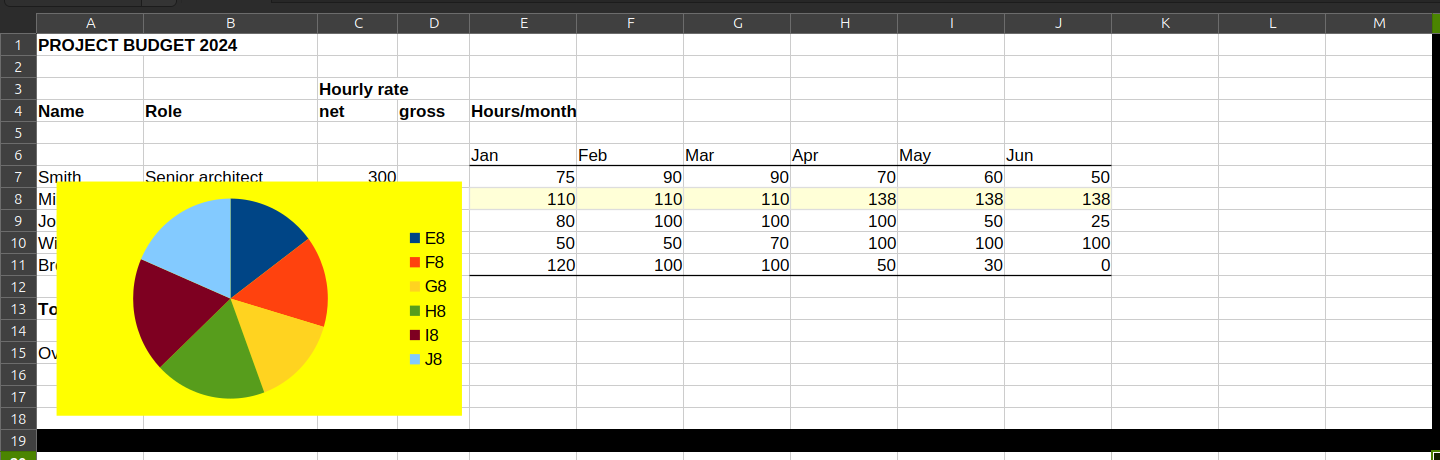 A B C D E F G H I J K L M
1 PROJECT BUDGET 2024
2
3 Hourly rate
4 Name Role net gross Hours/month
5
6 Jan Feb Mar Apr May Jun
7 Smith Senior architect 300 75 90 90 70 60 50
8 Mi 110 110 110 138 138 138
9 Jo 80 100 100 100 50 25
10 Wi 50 50 70 100 100 100
11 Br 120 100 100 50 30 0
12
13 To
14
15 Ov
16
17
18
19
E8
F8
G8
H8
I8
J8